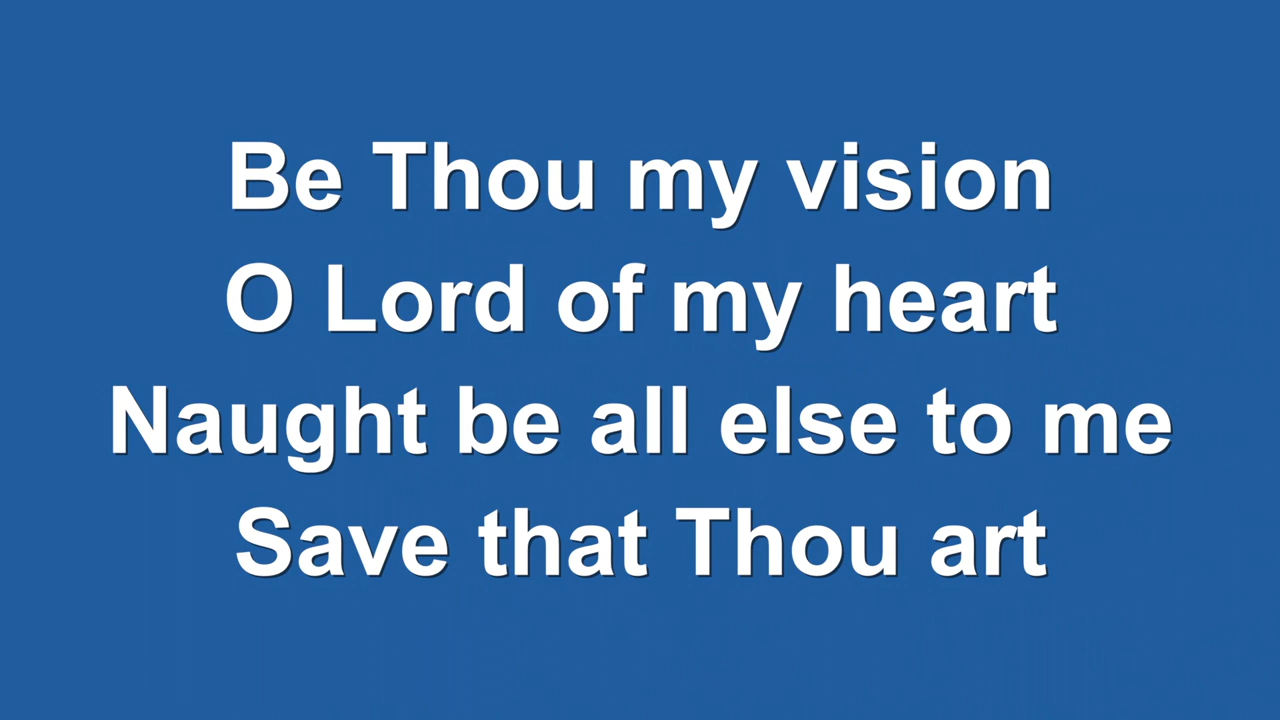 Be Thou my vision
O Lord of my heart
Naught be all else to me
Save that Thou art